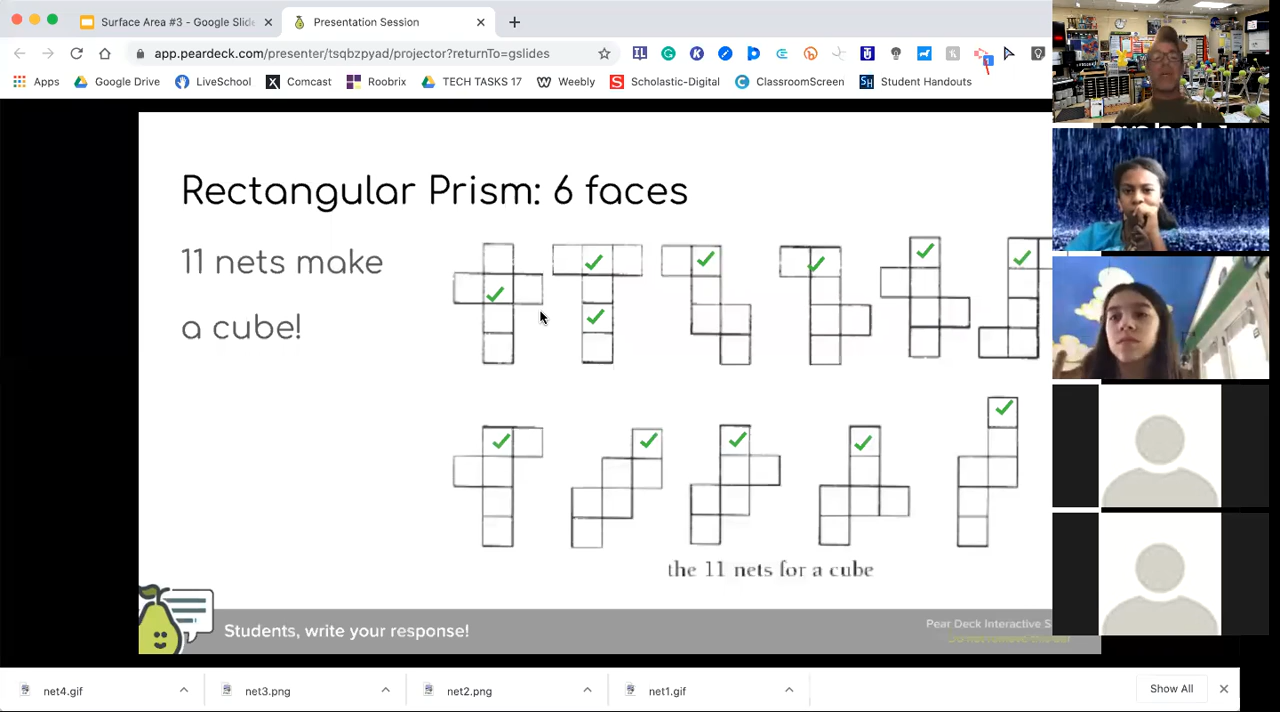 Surface Area #3 - Google Slide
Presentation Session
app.peardeck.com/presenter/tsqbhpyad/projector?returnTo=gslides
Apps
Google Drive
LiveSchool
Comcast
Roblrix
TECH TASKS 17
Weebly
Scholastic-Digital
ClassroomScreen
Student Handouts
Rectangular Prism: 6 faces
11 nets make
a cube!
the 11 nets for a cube
Students, write your response!
Pear Deck Interactive S
net4.gif
net3.png
net2.png
net1.gif
Show All